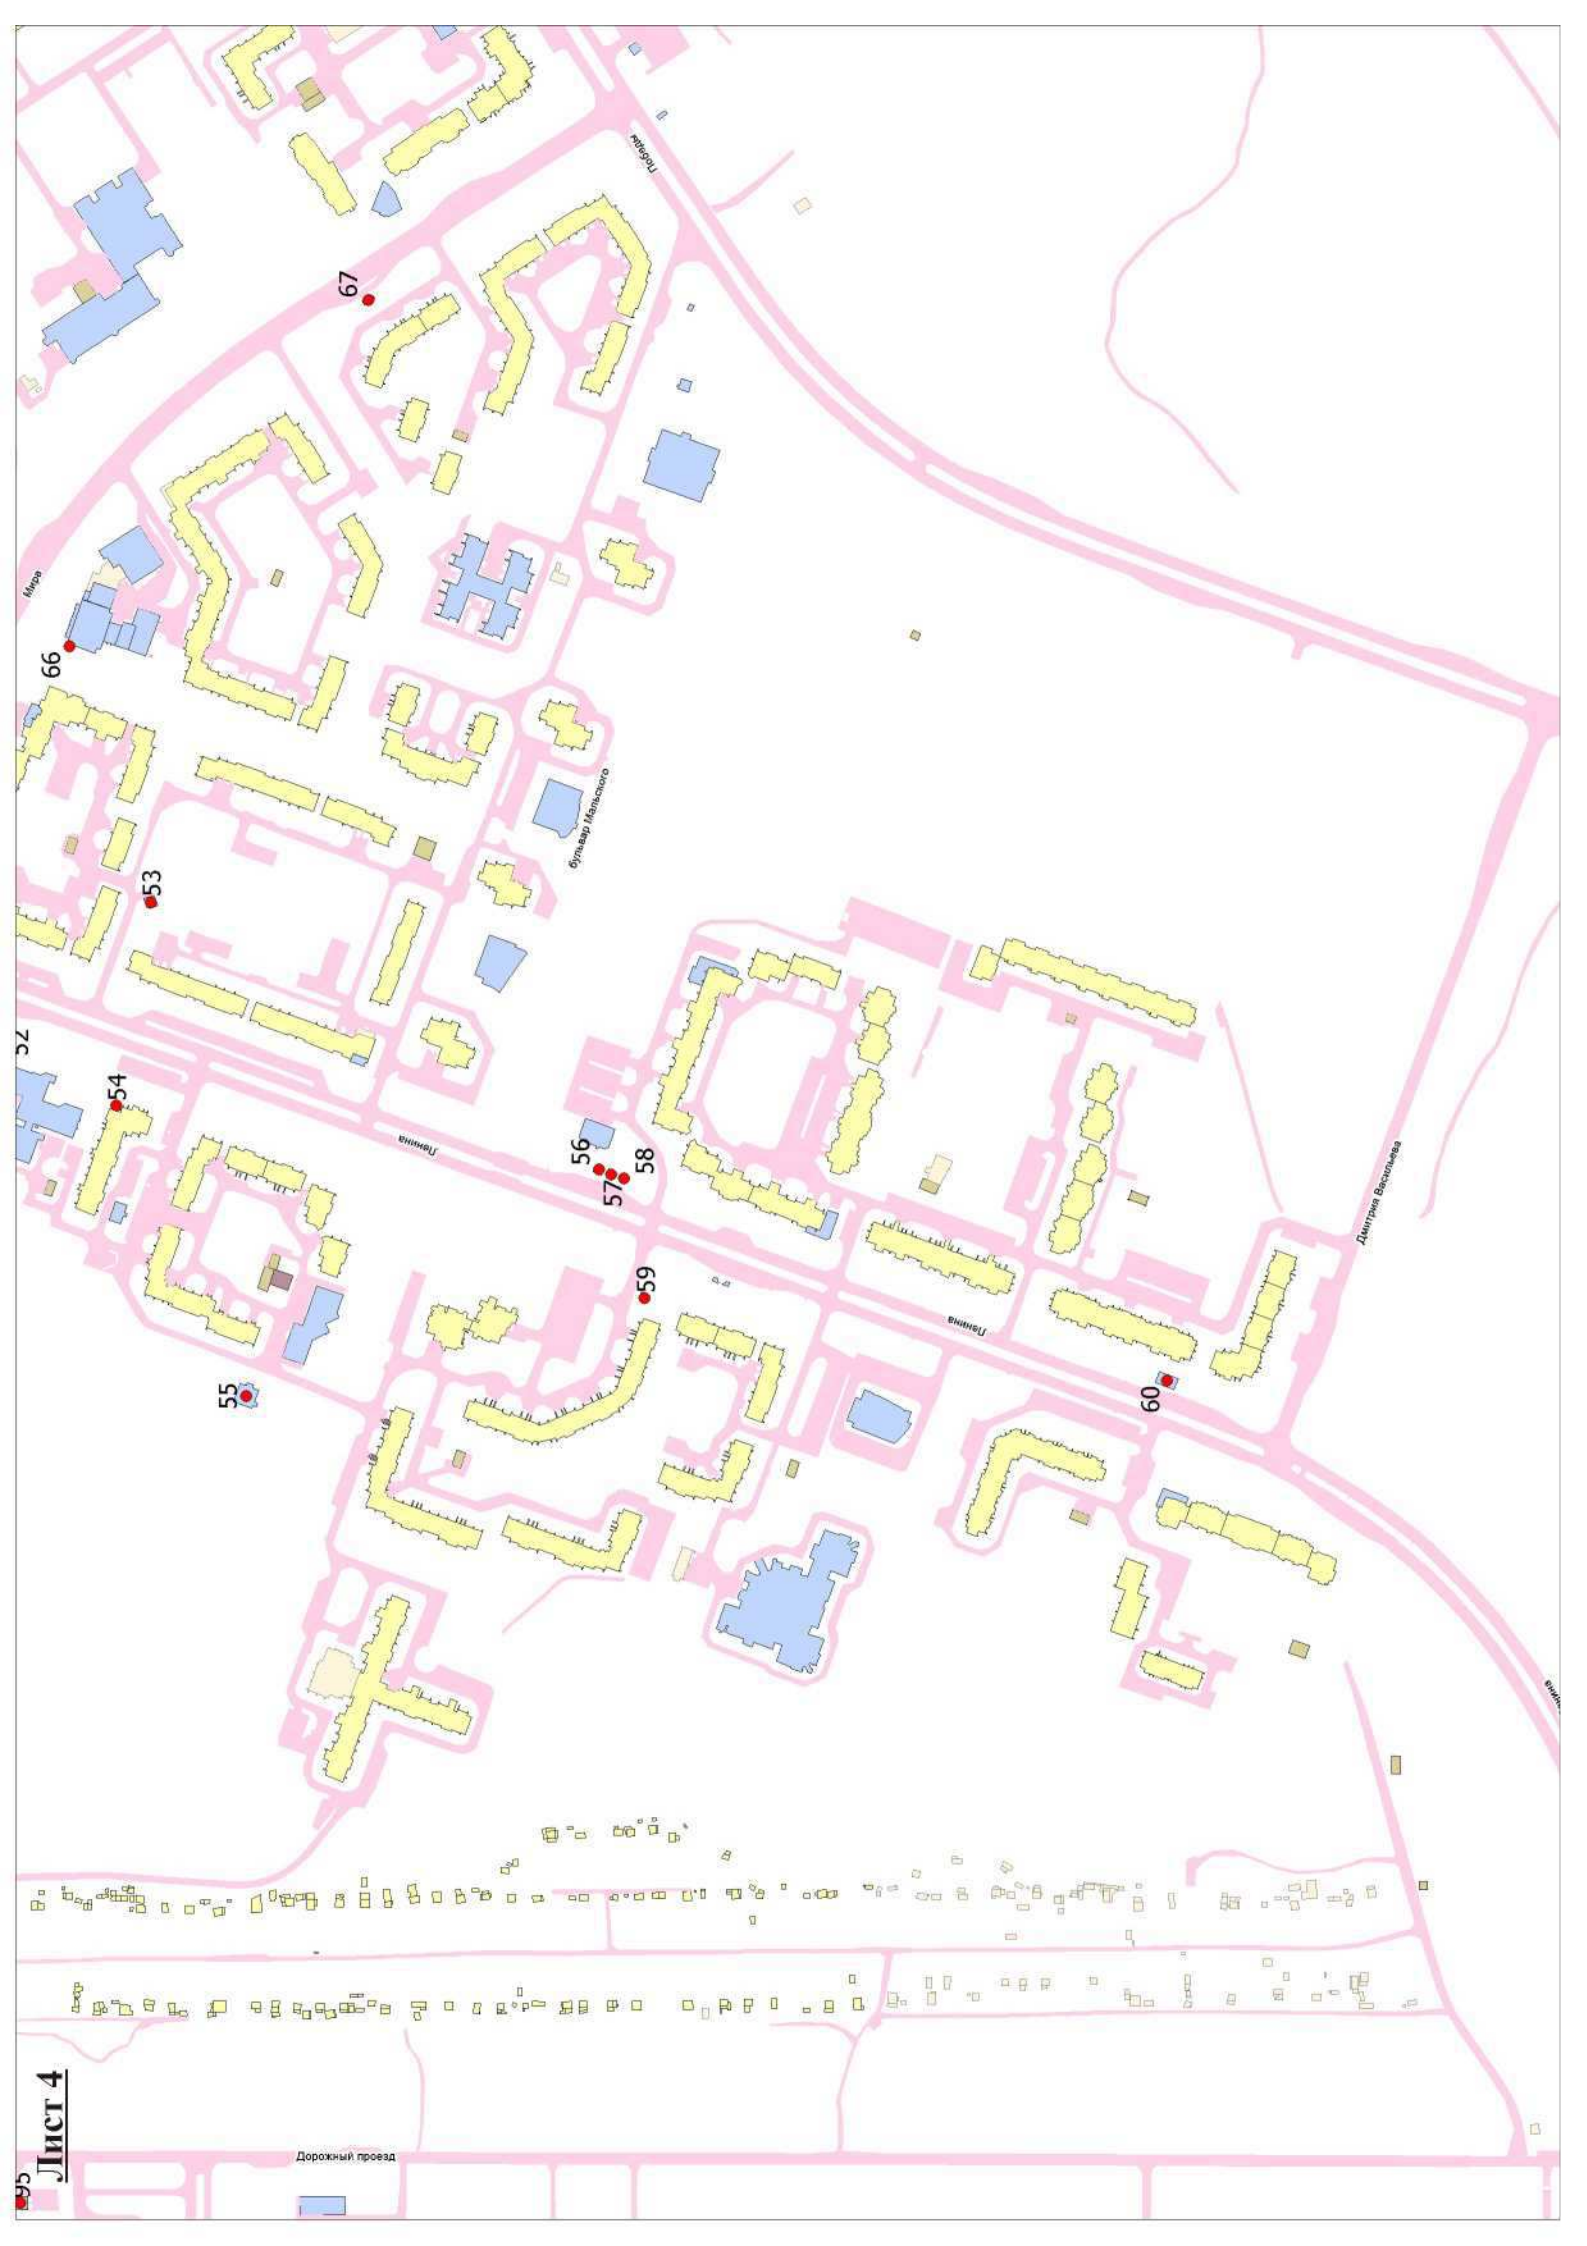 Лист 4
95
Дорожный проезд
52
54
55
53
66
Мира
67
Победы
бульвар Мальского
Ленина
56
57
58
59
Ленина
60
Дмитрия Васильева